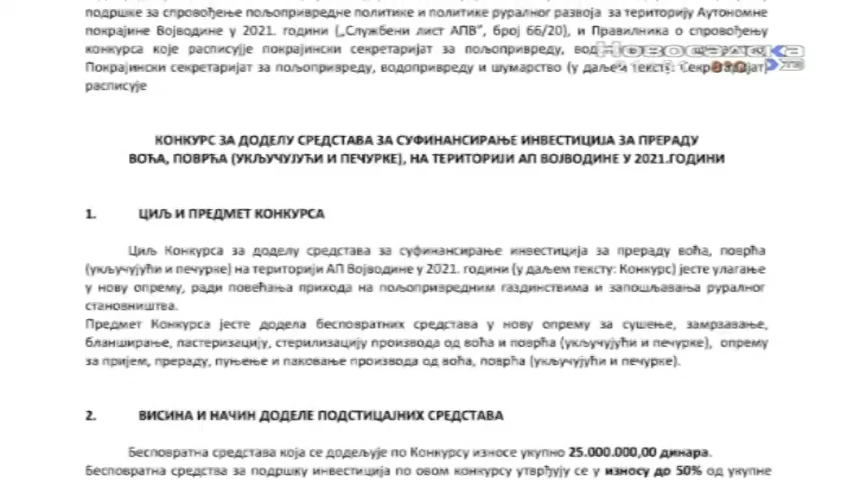 подршке за спровођење пољопривредне политике и политике руралног развоја за територију Аутономне
покрајине Војводине у 2021. години („Службени лист АПВ", број 66/20), и Правилника о спровођењу
конкурса које расписује покрајински секретаријат за пољопривреду,
НОВОСАДСКА
Покрајински секретаријат за пољопривреду, водопривреду и шумарство (у даљем тексту: Секретаријат)
расписује
КОНКУРС ЗА ДОДЕЛУ СРЕДСТАВА ЗА СУФИНАНСИРАЊЕ ИНВЕСТИЦИЈА ЗА ПРЕРАДУ
ВОЋА, ПОВРЋА (УКЉУЧУЈУЋИ И ПЕЧУРКЕ), НА ТЕРИТОРИЈИ АП ВОЈВОДИНЕ У 2021.ГОДИНИ
1. ЦИЉ И ПРЕДМЕТ КОНКУРСА
Циљ Конкурса за доделу средстава за суфинансирање инвестиција за прераду воћа, поврћа
(укључујући и печурке) на територији АП Војводине у 2021. години (у даљем тексту: Конкурс) јесте улагање
у нову опрему, ради повећања прихода на пољопривредним газдинствима и запошљавања руралног
становништва.
Предмет Конкурса јесте додела бесповратних средстава у нову опрему за сушење, замрзавање,
бланширање, пастеризацију, стерилизацију производа од воћа и поврћа (укључујући и печурке), опрему
за пријем, прераду, пуњење и паковање производа од воћа, поврћа (укључујући и печурке).
2. ВИСИНА И НАЧИН ДОДЕЛЕ ПОДСТИЦАЈНИХ СРЕДСТАВА
Бесповратна средства која се додељује по Конкурсу износе укупно 25.000.000,00 динара.
Бесповратна средства за подршку инвестиција по овом конкурсу утврђују се у износу до 50% од укупне